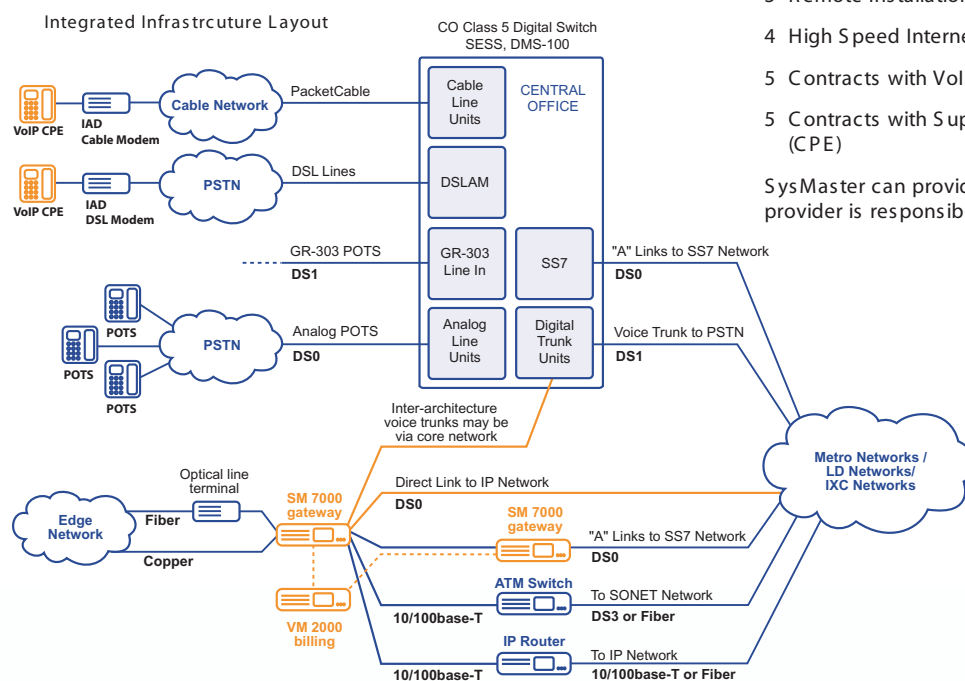 Integrated Infrastrcuture Layout
CO Class 5 Digital Switch
SESS, DMS-100
CENTRAL
OFFICE
Cable
Line
Units
PacketCable
Cable Network
IAD
Cable Modem
VoIP CPE
DSLAM
DSL Lines
PSTN
IAD
DSL Modem
VoIP CPE
GR-303 POTS
DS1
GR-303
Line In
SS7
"A" Links to SS7 Network
DS0
POTS
POTS
POTS
PSTN
Analog POTS
DS0
Analog
Line
Units
Digital
Trunk
Units
Voice Trunk to PSTN
DS1
Inter-architecture
voice trunks may be
via core network
Metro Networks /
LD Networks/
IXC Networks
Optical line
terminal
Edge
Network
Fiber
Copper
SM 7000
gateway
Direct Link to IP Network
DS0
SM 7000
gateway
"A" Links to SS7 Network
DS0
VM 2000
billing
10/100base-T
ATM Switch
To SONET Network
DS3 or Fiber
10/100base-T
IP Router
To IP Network
10/100base-T or Fiber
4 High Speed Interne
5 Contracts with VoI
5 Contracts with Sup
(CPE)
SysMaster can provid
provider is responsib